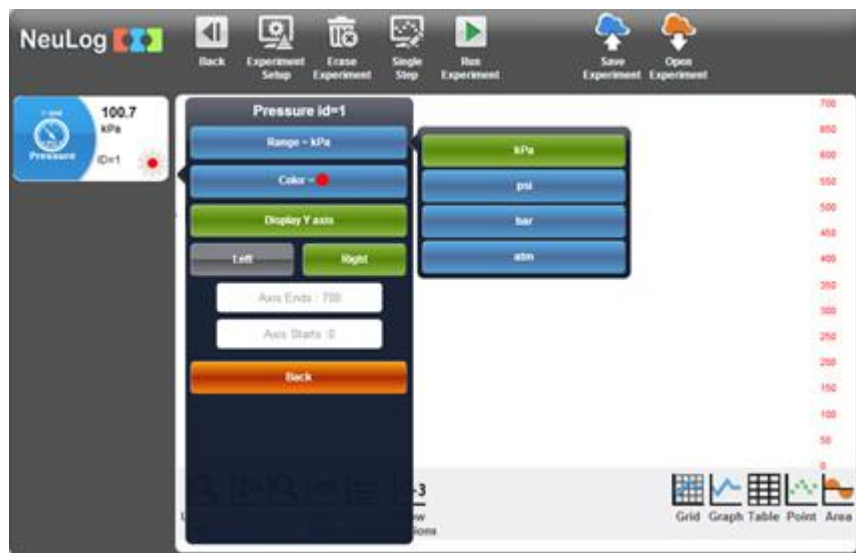 NeuLog
Back
Experiment
Setup
Erase
Experiment
Single
Step
Run
Experiment
Save
Experiment
Open
Experiment
100.7
kPa
Pressure
ID=1
Pressure id=1
Range = kPa
Color =
Display Y axis
Left
Right
Axis Ends : 700
Axis Starts :0
Back
kPa
psi
bar
atm
700
650
600
550
500
450
400
350
300
250
200
150
100
50
0
Grid
Graph
Table
Point
Area